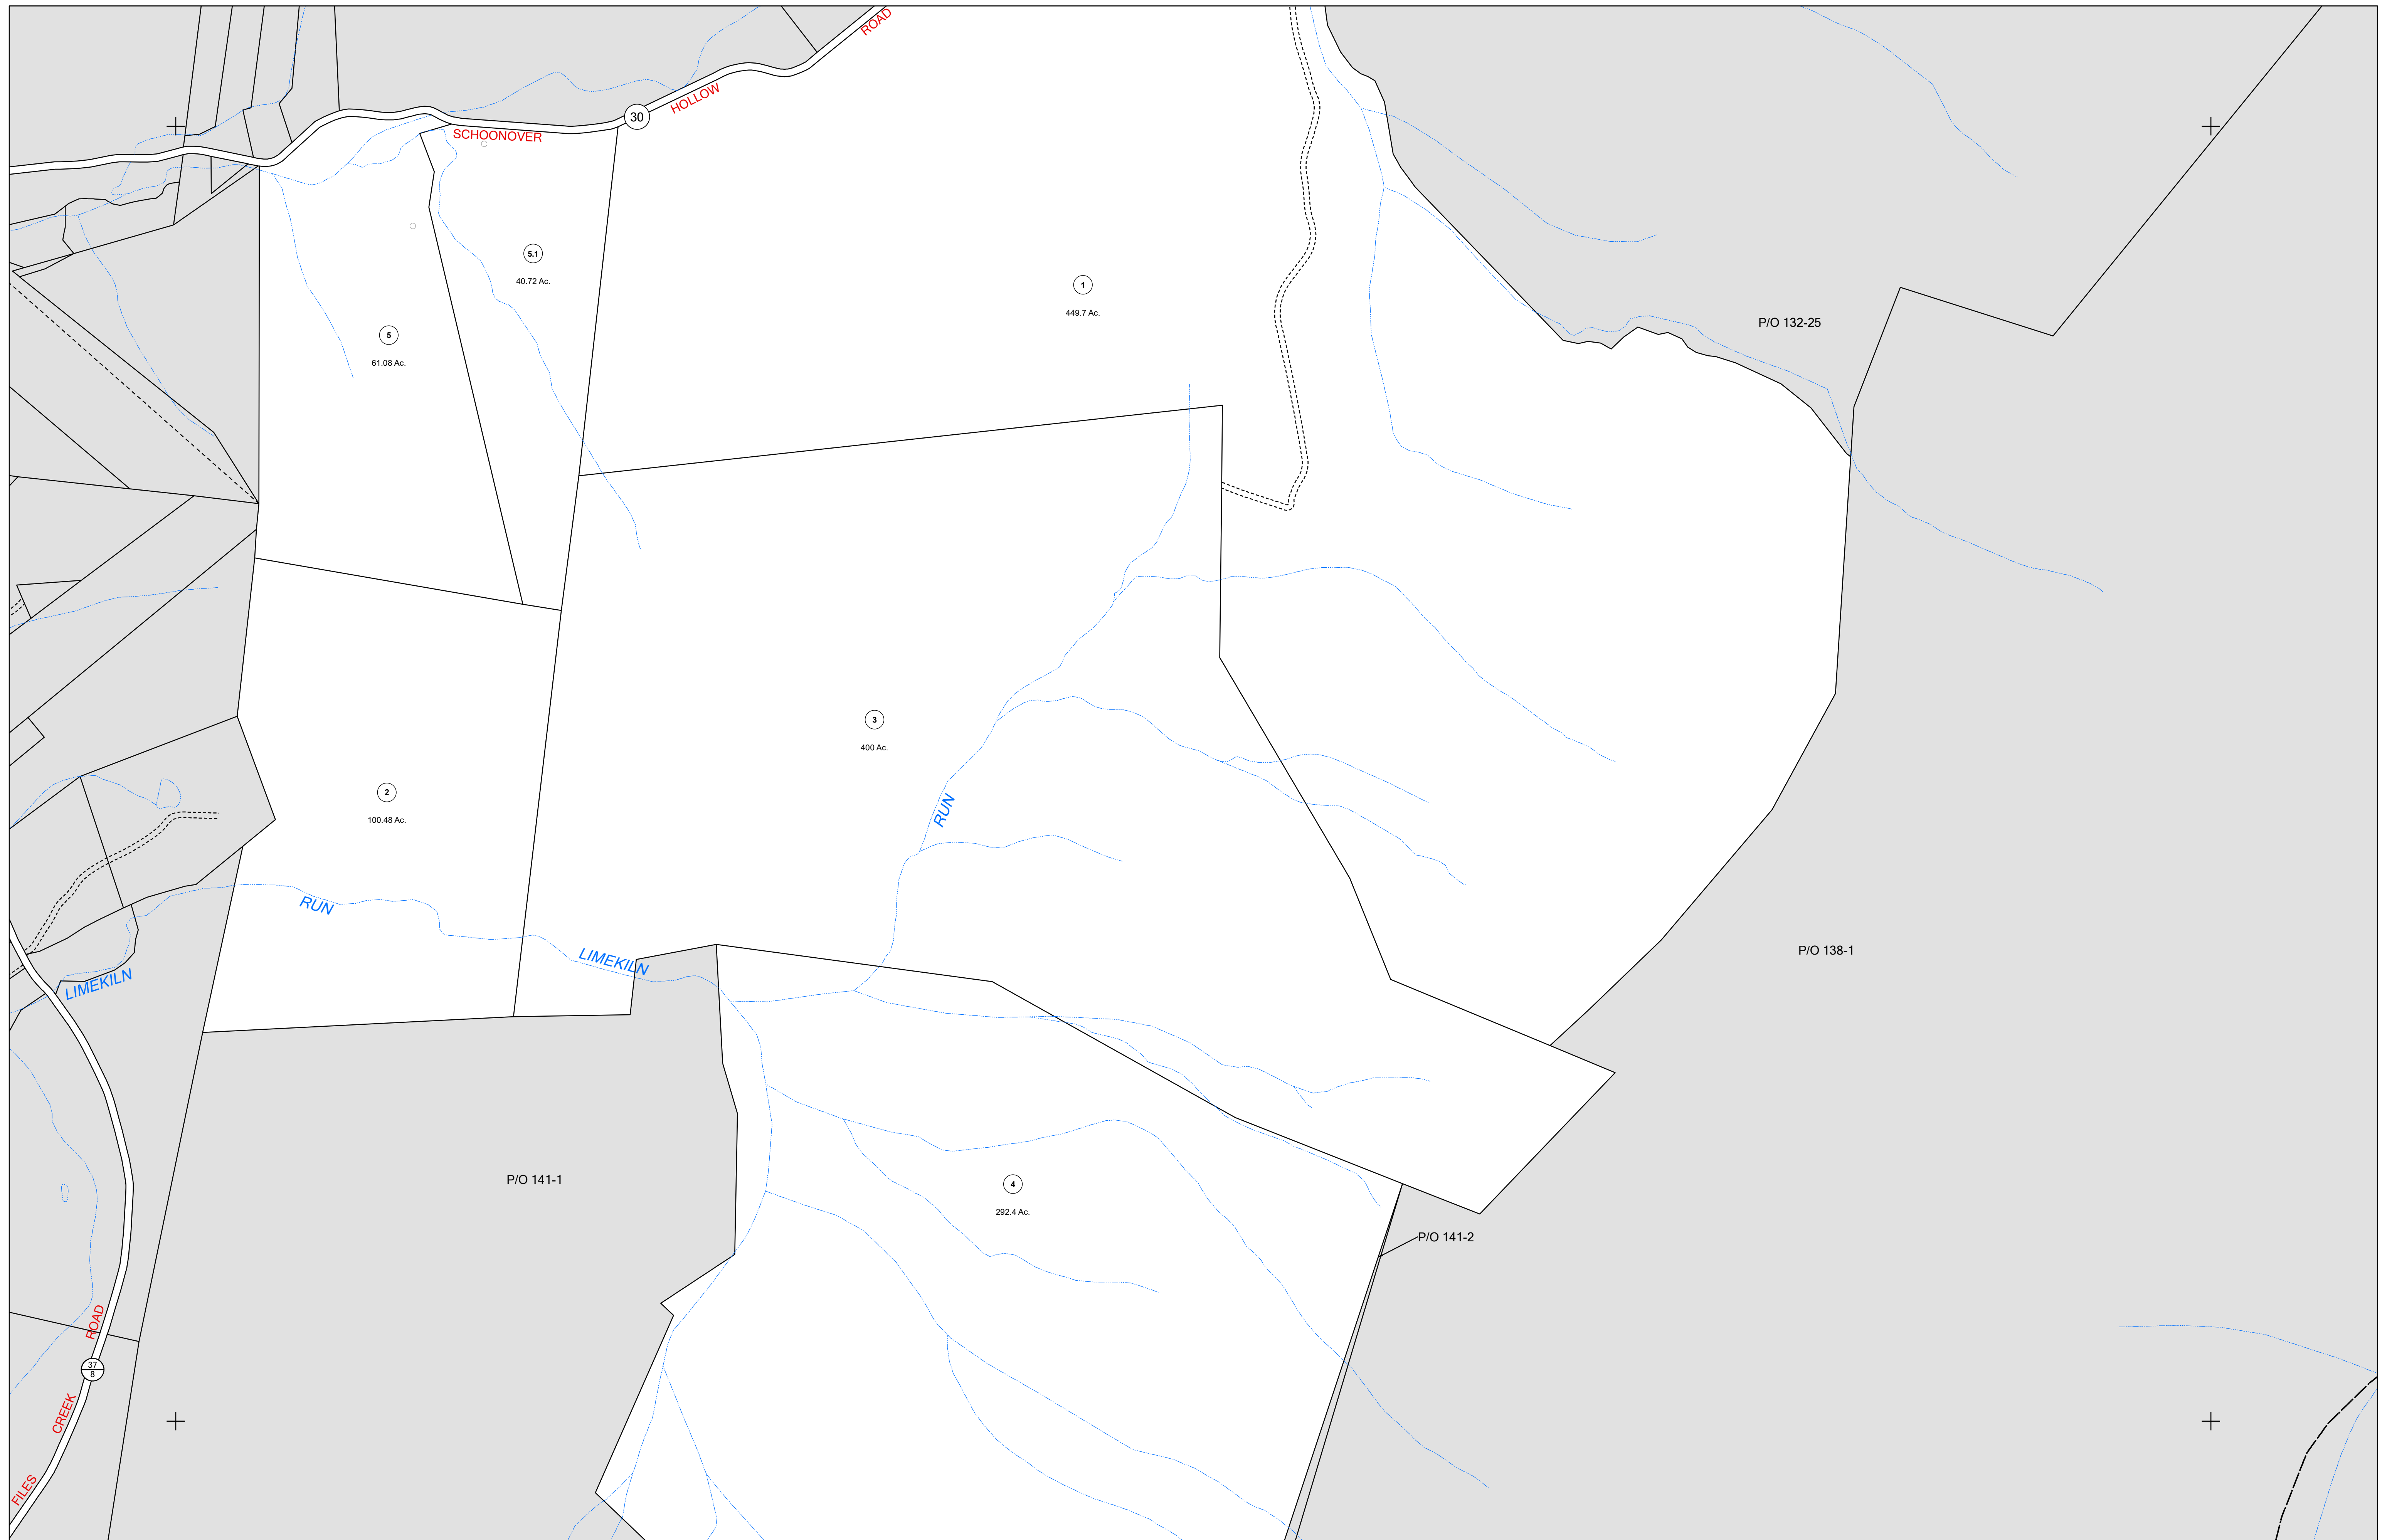 ROAD
HOLLOW
30
SCHOONOVER
5.1
40.72 Ac.
1
449.7 Ac.
P/O 132-25
5
61.08 Ac.
3
400 Ac.
2
100.48 Ac.
RUN
RUN
LIMEKILN
LIMEKILN
P/O 138-1
P/O 141-1
4
292.4 Ac.
P/O 141-2
ROAD
37
8
CREEK
FILES